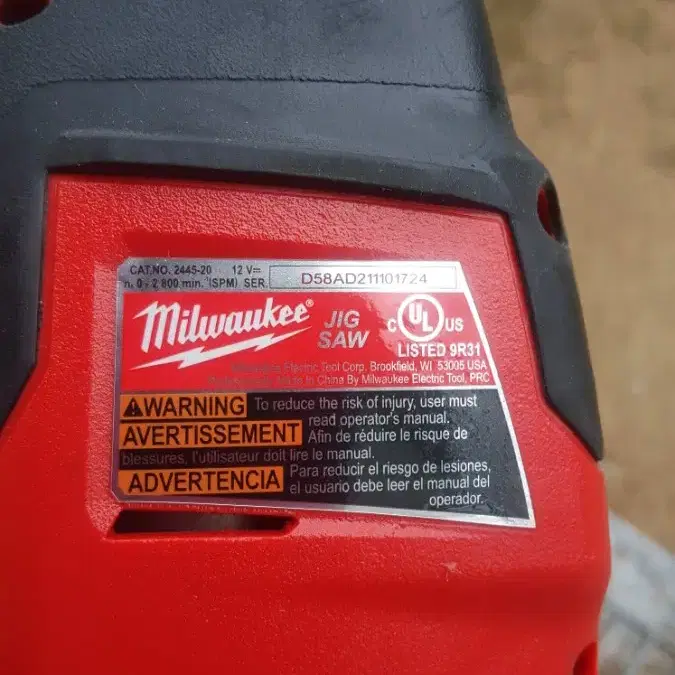 CAT.NO. 2445-20 12 V⎓
n. 0 - 2 800 min. (SPM) SER. D58AD211101724
Milwaukee®
JIG
SAW
C UL US
LISTED 9R31
Electric Tool Corp. Brookfield, WI 53005 USA
Made in China By Milwaukee Electric Tool, PRC
WARNING To reduce the risk of injury, user must
read operator's manual.
AVERTISSEMENT Afin de réduire le risque de
blessures, l'utilisateur doit lire le manual.
ADVERTENCIA Para reducir el riesgo de lesiones,
el usuario debe leer el manual del
operador.